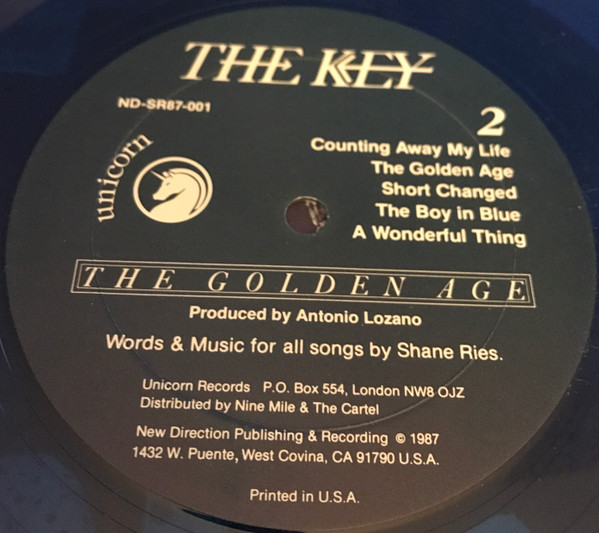 THE KEY
ND-SR87-001
2
unicorn
Counting Away My Life
The Golden Age
Short Changed
The Boy in Blue
A Wonderful Thing
THE GOLDEN AGE
Produced by Antonio Lozano
Words & Music for all songs by Shane Ries.
Unicorn Records P.O. Box 554, London NW8 OJZ
Distributed by Nine Mile & The Cartel
New Direction Publishing & Recording © 1987
1432 W. Puente, West Covina, CA 91790 U.S.A.
Printed in U.S.A.